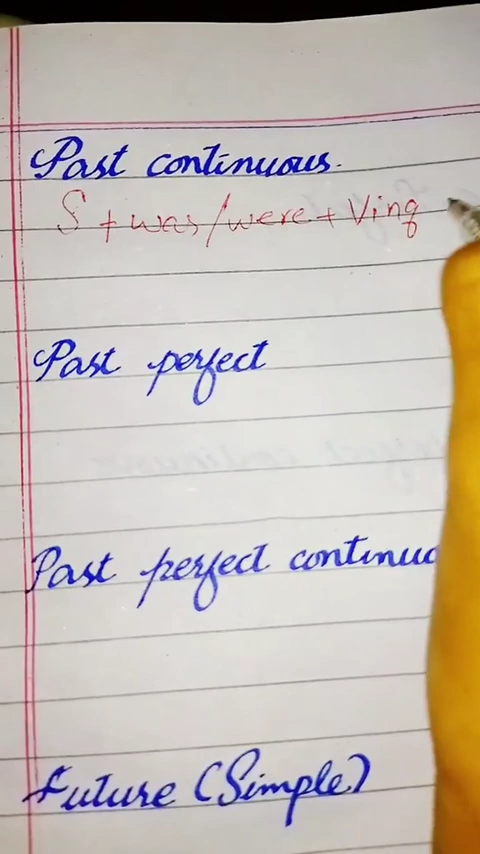 Past continuous.
S + was/were + Ving
Past perfect
Past perfect continuo
Future (Simple)